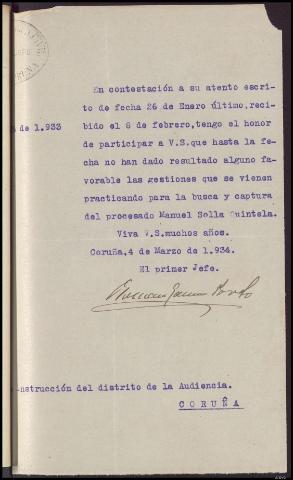 En contestación a su atento escri-
to de fecha 26 de Enero último,reci-
de 1.933 bido el 8 de febrero,tengo el honor
de participar a V.S.que hasta la fe-
cha no han dado resultado alguno fa-
vorable las gestiones que se vienen
practicando para la busca y captura
del procesado Manuel Solla Quintela.
Viva V.S.muchos años.
Coruña,4 de Marzo de 1.934.
El primer Jefe.
nstrucción del distrito de la Audiencia.
CORUÑA